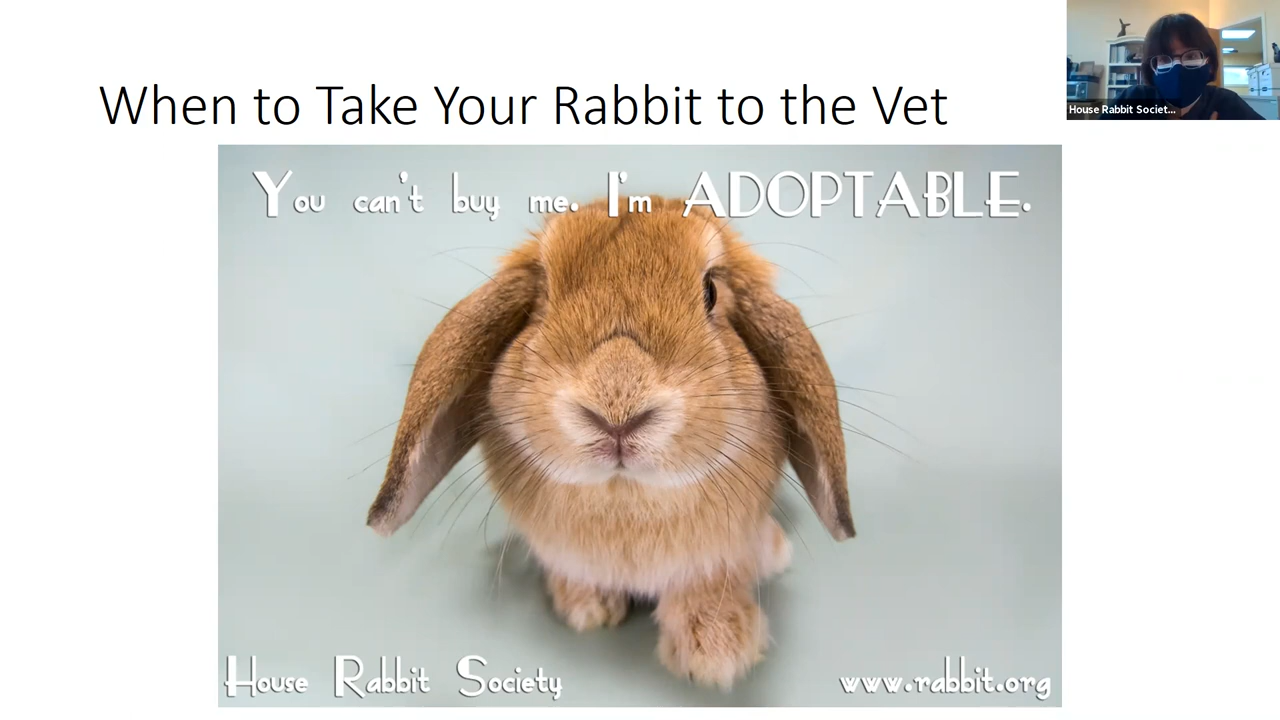 When to Take Your Rabbit to the Vet
House Rabbit Societ...
You can't buy me. I'm ADOPTABLE.
House Rabbit Society
www.rabbit.org